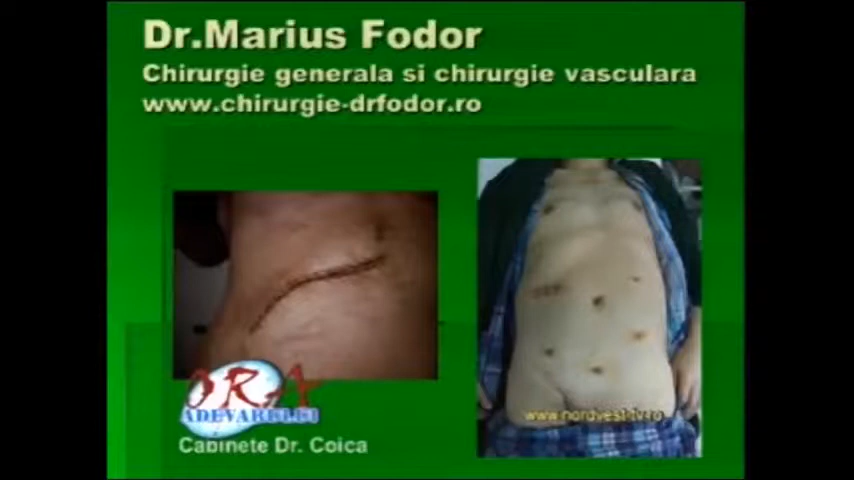 Dr.Marius Fodor
Chirurgie generala si chirurgie vasculara
www.chirurgie-drfodor.ro
ORA
ADEVARULUI
www.nordvest-tv.ro
Cabinete Dr. Coica